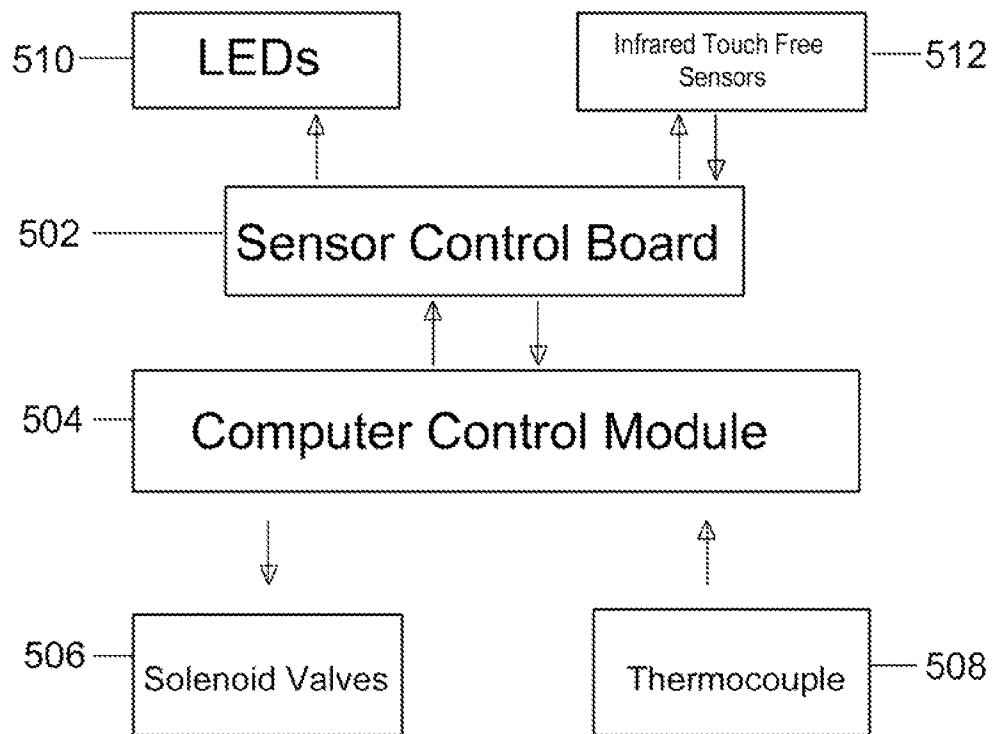 510
LEDs
Infrared Touch Free
Sensors
512
502
Sensor Control Board
504
Computer Control Module
506
Solenoid Valves
Thermocouple
508